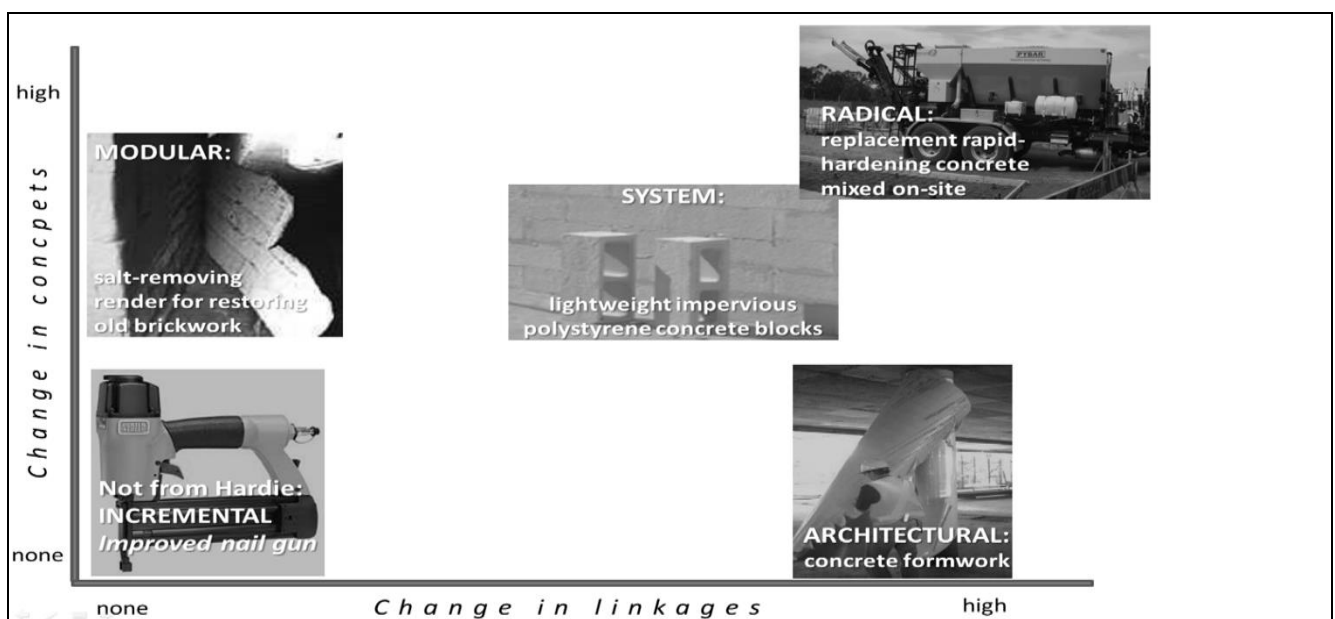 high
Change in concpets
none
MODULAR:
salt-removing
render for restoring
old brickwork
RADICAL:
replacement rapid-
hardening concrete
mixed on-site
PYBAR
SYSTEM:
lightweight impervious
polystyrene concrete blocks
Not from Hardie:
INCREMENTAL
Improved nail gun
ARCHITECTURAL:
concrete formwork
none
Change in linkages
high